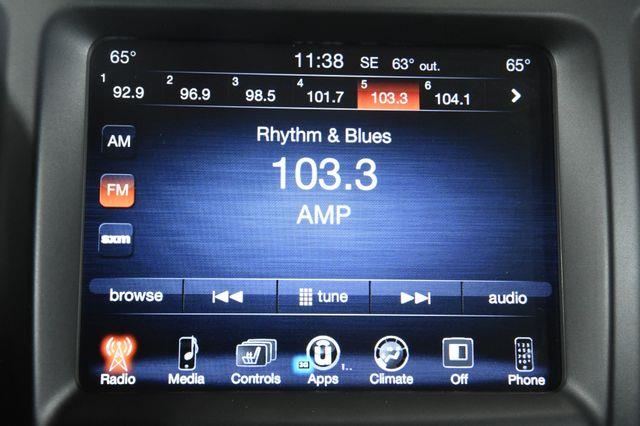 65° 11:38 SE 63° out. 65°
1 92.9 2 96.9 3 98.5 4 101.7 5 103.3 6 104.1
AM
Rhythm & Blues
FM
103.3
AMP
sxm
browse tune audio
3G 1..
Radio Media Controls Apps Climate Off Phone